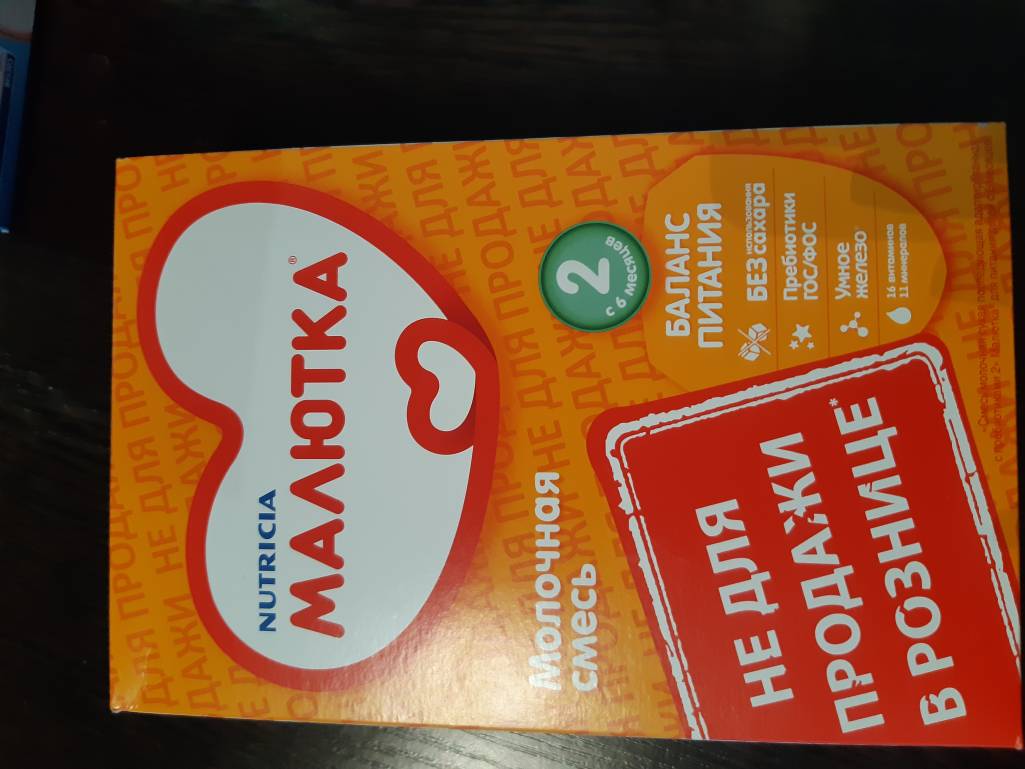 NUTRICIA
МАЛЮТКА®
Молочная
смесь
2
с 6 месяцев
БАЛАНС
ПИТАНИЯ
БЕЗ использования
сахара
Пребиотики
ГОС/ФОС
Умное
железо
16 витаминов
11 минералов
НЕ ДЛЯ
ПРОДАЖИ
В РОЗНИЦЕ*